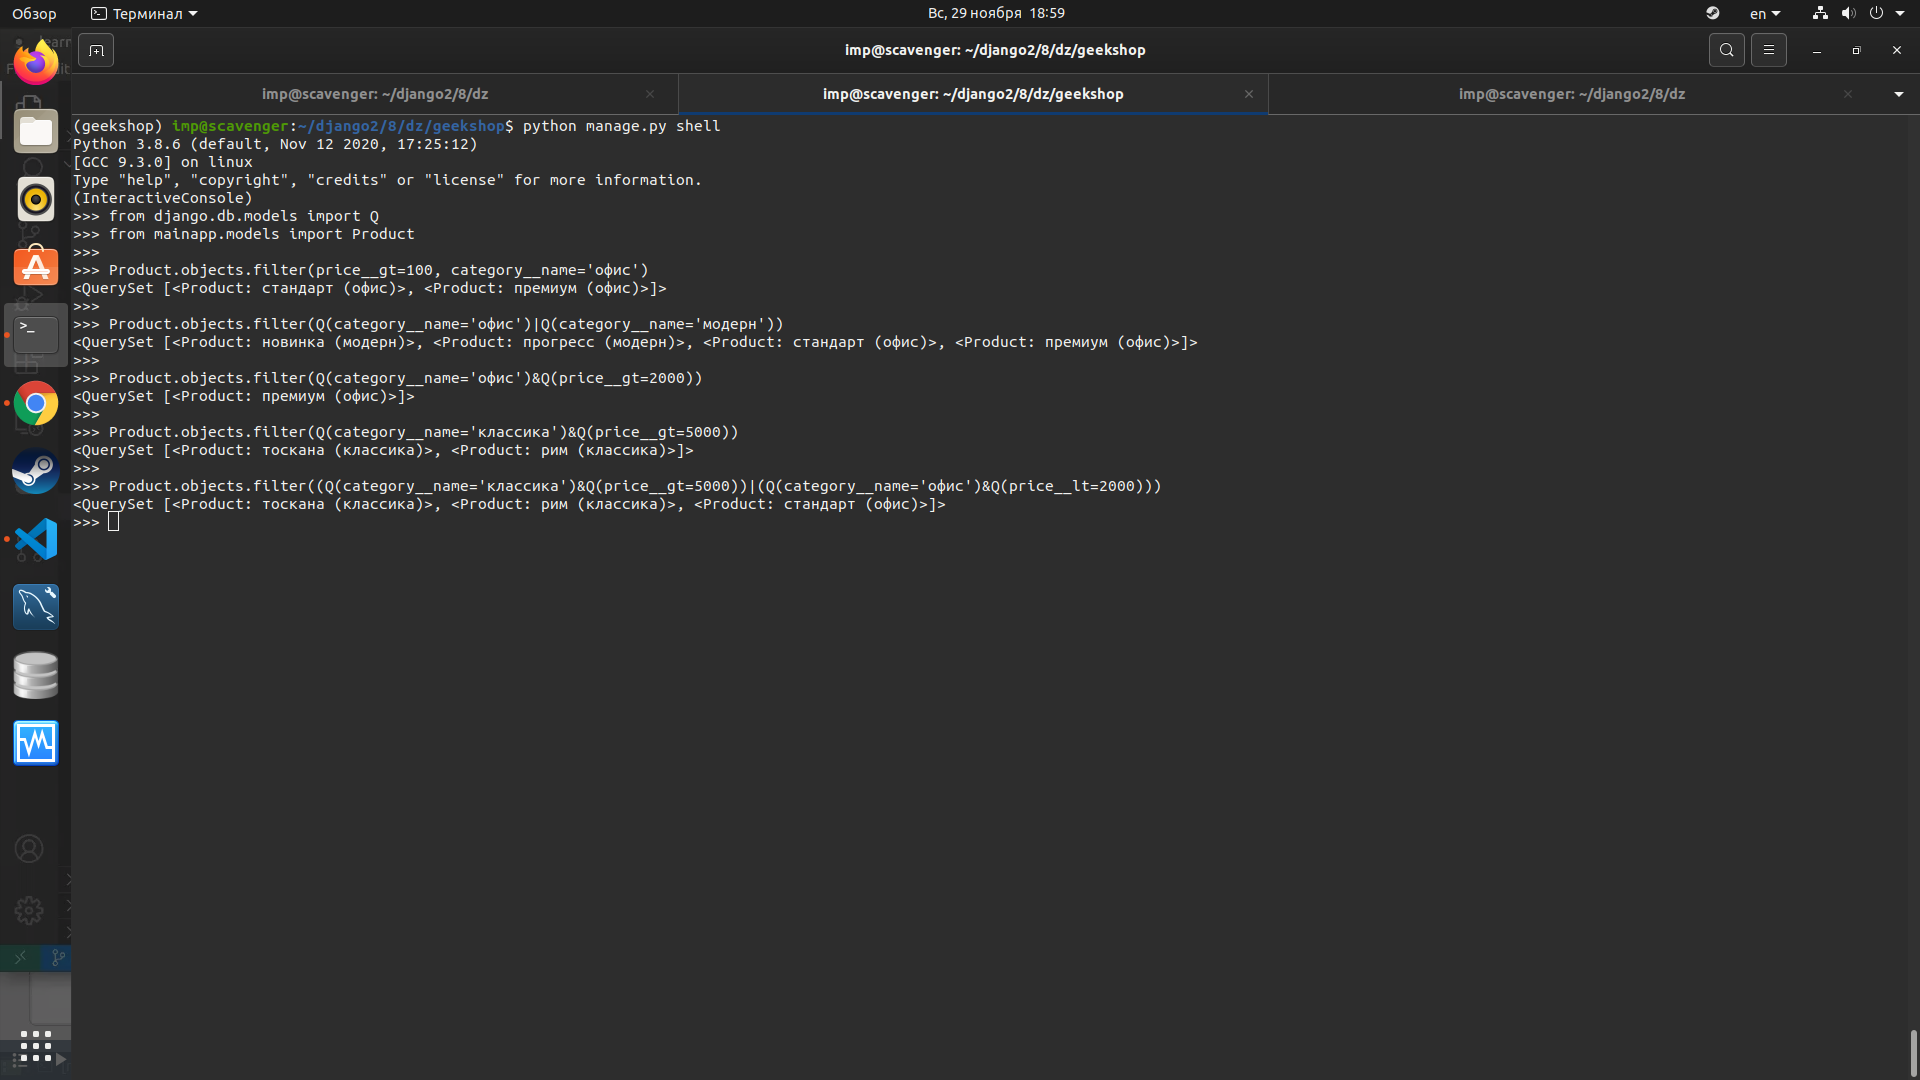 Обзор
Терминал
Вс, 29 ноября 18:59
en
imp@scavenger: ~/django2/8/dz/geekshop
imp@scavenger: ~/django2/8/dz
imp@scavenger: ~/django2/8/dz/geekshop
imp@scavenger: ~/django2/8/dz
(geekshop) imp@scavenger:~/django2/8/dz/geekshop$ python manage.py shell
Python 3.8.6 (default, Nov 12 2020, 17:25:12)
[GCC 9.3.0] on linux
Type "help", "copyright", "credits" or "license" for more information.
(InteractiveConsole)
>>> from django.db.models import Q
>>> from mainapp.models import Product
>>>
>>> Product.objects.filter(price__gt=100, category__name='офис')
<QuerySet [<Product: стандарт (офис)>, <Product: премиум (офис)>]>
>>>
>>> Product.objects.filter(Q(category__name='офис')|Q(category__name='модерн'))
<QuerySet [<Product: новинка (модерн)>, <Product: прогресс (модерн)>, <Product: стандарт (офис)>, <Product: премиум (офис)>]>
>>>
>>> Product.objects.filter(Q(category__name='офис')&Q(price__gt=2000))
<QuerySet [<Product: премиум (офис)>]>
>>>
>>> Product.objects.filter(Q(category__name='классика')&Q(price__gt=5000))
<QuerySet [<Product: тоскана (классика)>, <Product: рим (классика)>]>
>>>
>>> Product.objects.filter((Q(category__name='классика')&Q(price__gt=5000))|(Q(category__name='офис')&Q(price__lt=2000)))
<QuerySet [<Product: тоскана (классика)>, <Product: рим (классика)>, <Product: стандарт (офис)>]>
>>>